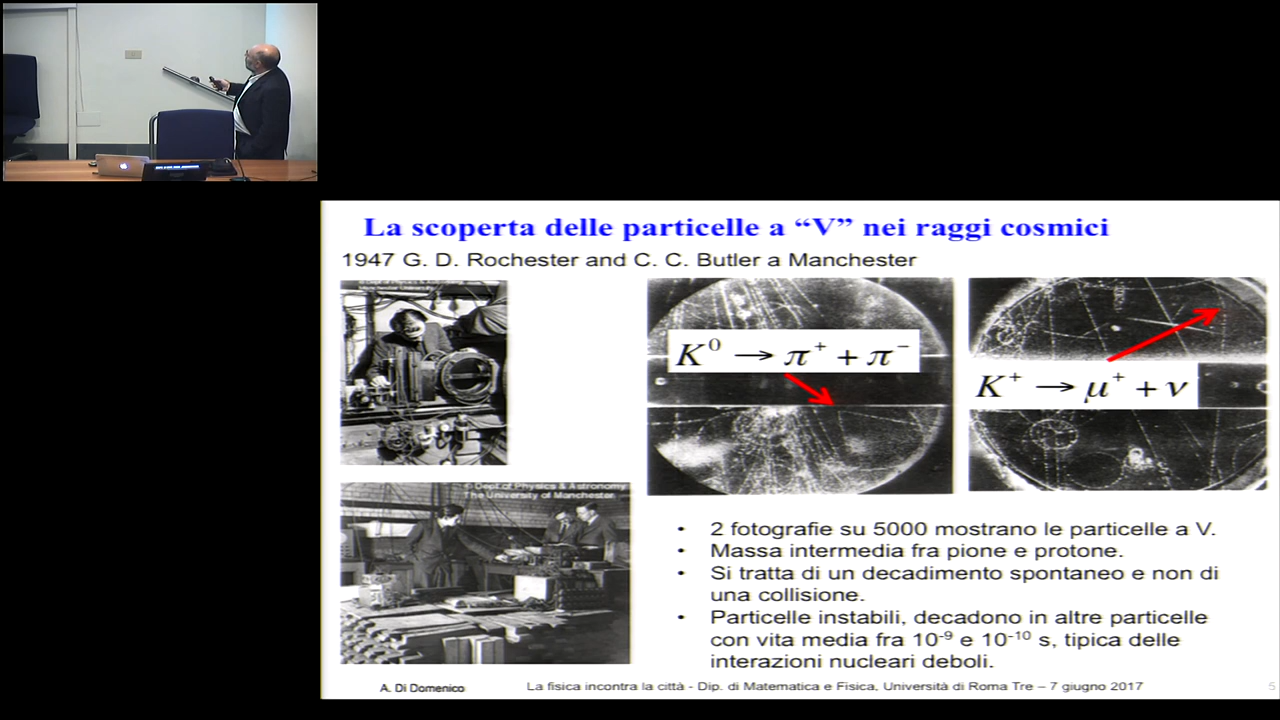 La scoperta delle particelle a “V” nei raggi cosmici
1947 G. D. Rochester and C. C. Butler a Manchester
K⁰ → π⁺ + π⁻
K⁺ → μ⁺ + ν
© Dept of Physics & Astronomy
The University of Manchester
• 2 fotografie su 5000 mostrano le particelle a V.
• Massa intermedia fra pione e protone.
• Si tratta di un decadimento spontaneo e non di
una collisione.
• Particelle instabili, decadono in altre particelle
con vita media fra 10⁻⁹ e 10⁻¹⁰ s, tipica delle
interazioni nucleari deboli.
A. Di Domenico
La fisica incontra la città - Dip. di Matematica e Fisica, Università di Roma Tre – 7 giugno 2017
5